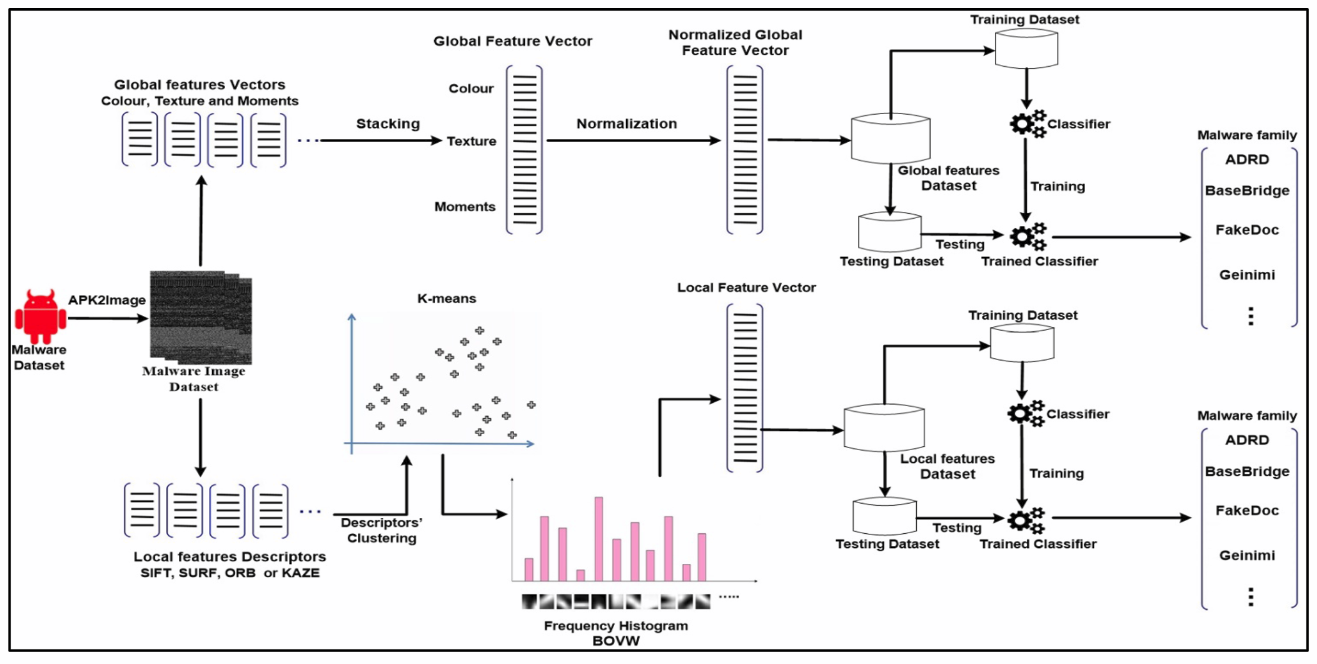 Training Dataset
Global Feature Vector
Normalized Global
Feature Vector
Global features Vectors
Colour, Texture and Moments
Colour
Texture
Moments
...
Stacking
Normalization
Classifier
Global features
Dataset
Training
Testing
Testing Dataset
Trained Classifier
Malware family
ADRD
BaseBridge
FakeDoc
Geinimi
⋮
APK2Image
Malware
Dataset
Malware Image
Dataset
K-means
Local Feature Vector
Training Dataset
Classifier
Local features
Dataset
Training
Testing
Testing Dataset
Trained Classifier
Malware family
ADRD
BaseBridge
FakeDoc
Geinimi
⋮
...
Descriptors’
Clustering
Local features Descriptors
SIFT, SURF, ORB or KAZE
.....
Frequency Histogram
BOVW